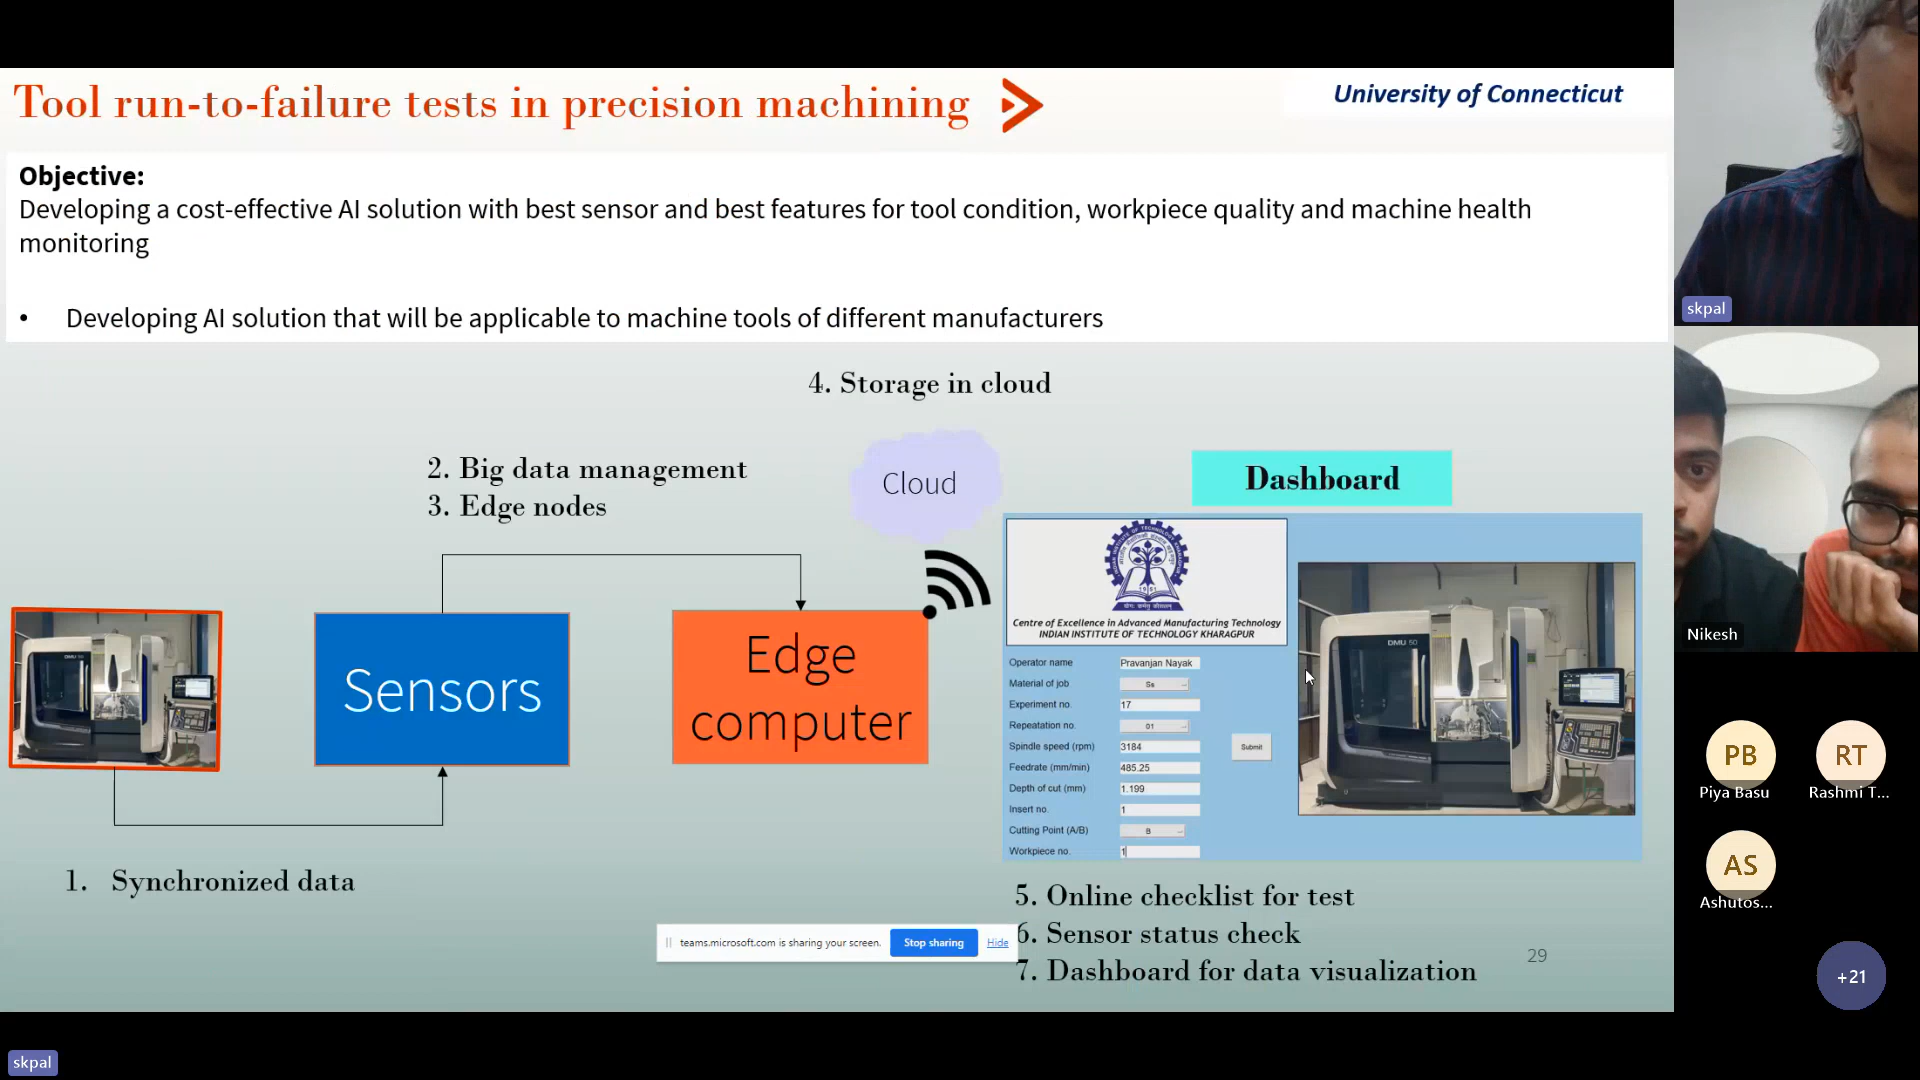 Tool run-to-failure tests in precision machining
University of Connecticut
Objective:
Developing a cost-effective AI solution with best sensor and best features for tool condition, workpiece quality and machine health
monitoring
• Developing AI solution that will be applicable to machine tools of different manufacturers
4. Storage in cloud
2. Big data management
3. Edge nodes
Cloud
Dashboard
Sensors
Edge
computer
1. Synchronized data
DMU 50
Centre of Excellence in Advanced Manufacturing Technology
INDIAN INSTITUTE OF TECHNOLOGY KHARAGPUR
Operator name Pravanjan Nayak
Material of job Ss
Experiment no. 17
Repeatation no. 01
Spindle speed (rpm) 3184
Submit
Feedrate (mm/min) 485.25
Depth of cut (mm) 1.199
Insert no. 1
Cutting Point (A/B) B
Workpiece no. 1
DMU 50
5. Online checklist for test
6. Sensor status check
7. Dashboard for data visualization
29
teams.microsoft.com is sharing your screen. Stop sharing Hide
skpal
Nikesh
PB
Piya Basu
RT
Rashmi T...
AS
Ashutos...
+21
skpal